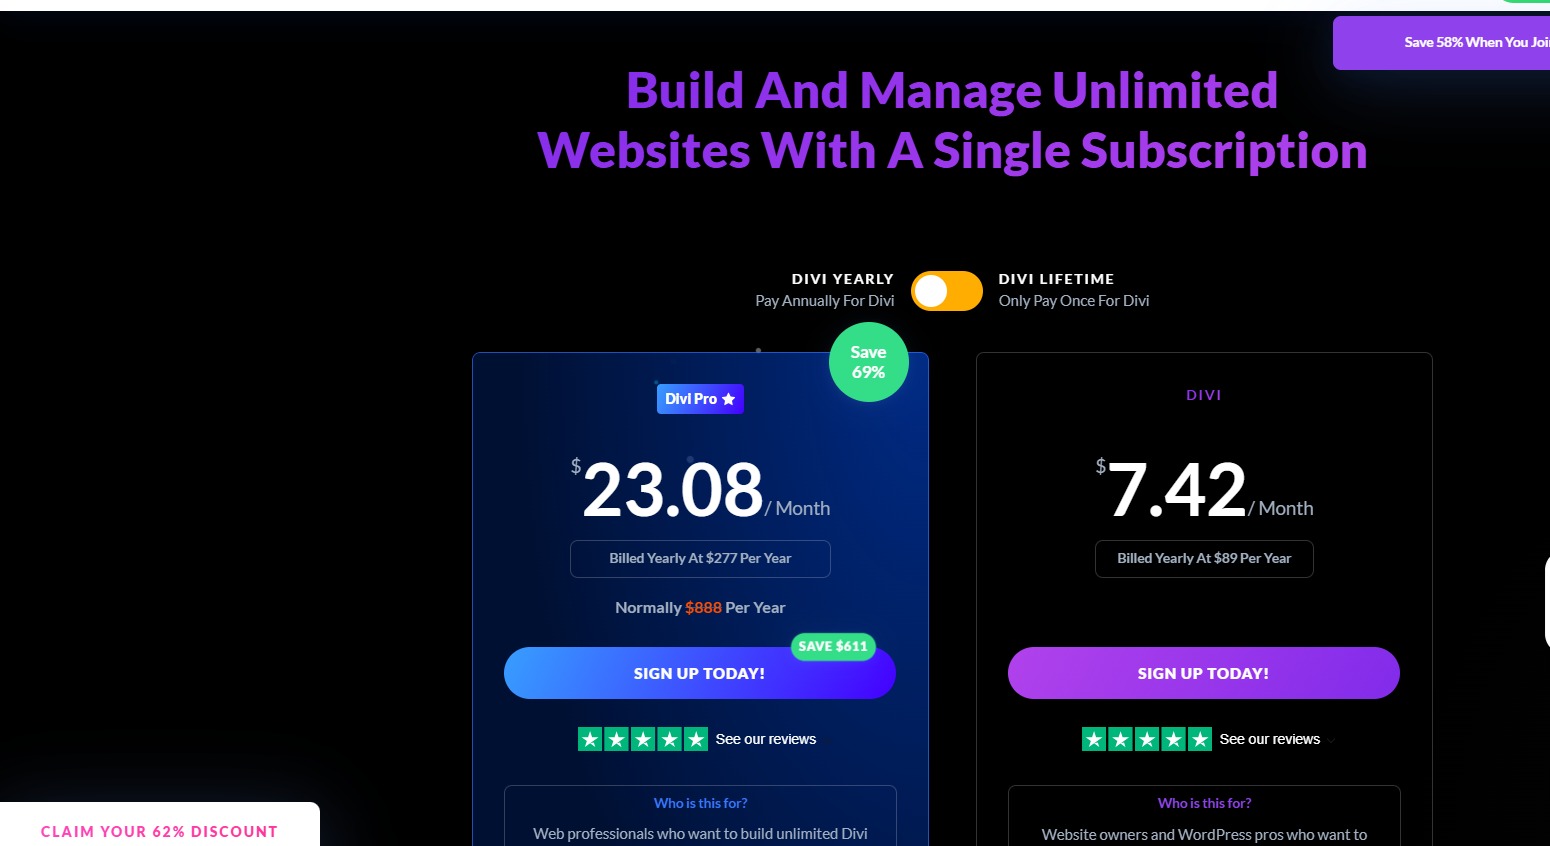 Save 58% When You Joi
Build And Manage Unlimited
Websites With A Single Subscription
DIVI YEARLY
Pay Annually For Divi
DIVI LIFETIME
Only Pay Once For Divi
Save
69%
Divi Pro
$23.08/ Month
Billed Yearly At $277 Per Year
Normally $888 Per Year
SAVE $611
SIGN UP TODAY!
See our reviews
Who is this for?
Web professionals who want to build unlimited Divi
DIVI
$7.42/ Month
Billed Yearly At $89 Per Year
SIGN UP TODAY!
See our reviews
Who is this for?
Website owners and WordPress pros who want to
CLAIM YOUR 62% DISCOUNT